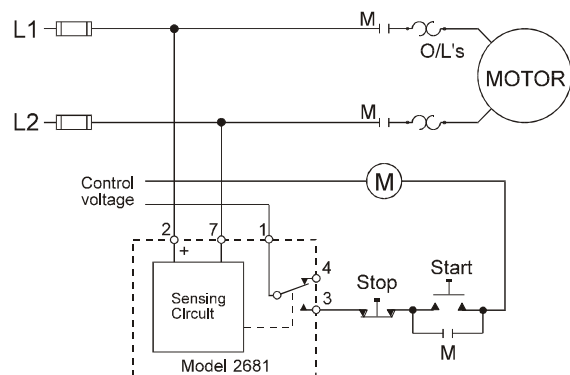 L1
M
O/L's
MOTOR
L2
M
Control
voltage
M
2
7
1
+
4
3
Stop
Start
Sensing
CIrcuit
M
Model 2681